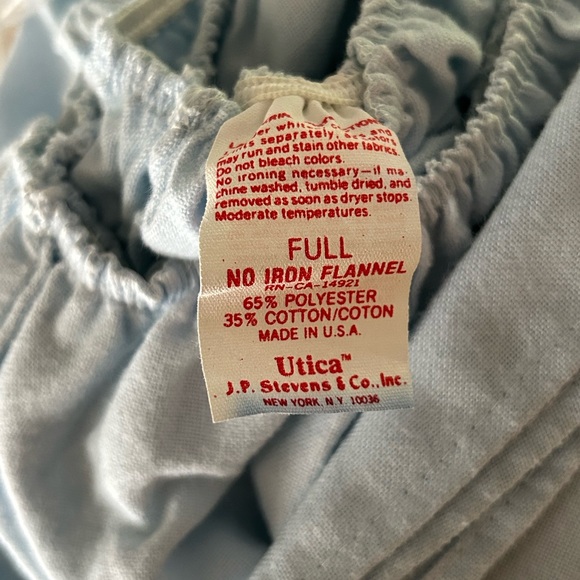 whites
separately,
may run and stain other fabrics.
Do not bleach colors.
No ironing necessary—if ma-
chine washed, tumble dried, and
removed as soon as dryer stops.
Moderate temperatures.
FULL
NO IRON FLANNEL
RN-CA-14921
65% POLYESTER
35% COTTON/COTON
MADE IN U.S.A.
Utica™
J.P. Stevens & Co., Inc.
NEW YORK, N.Y. 10036